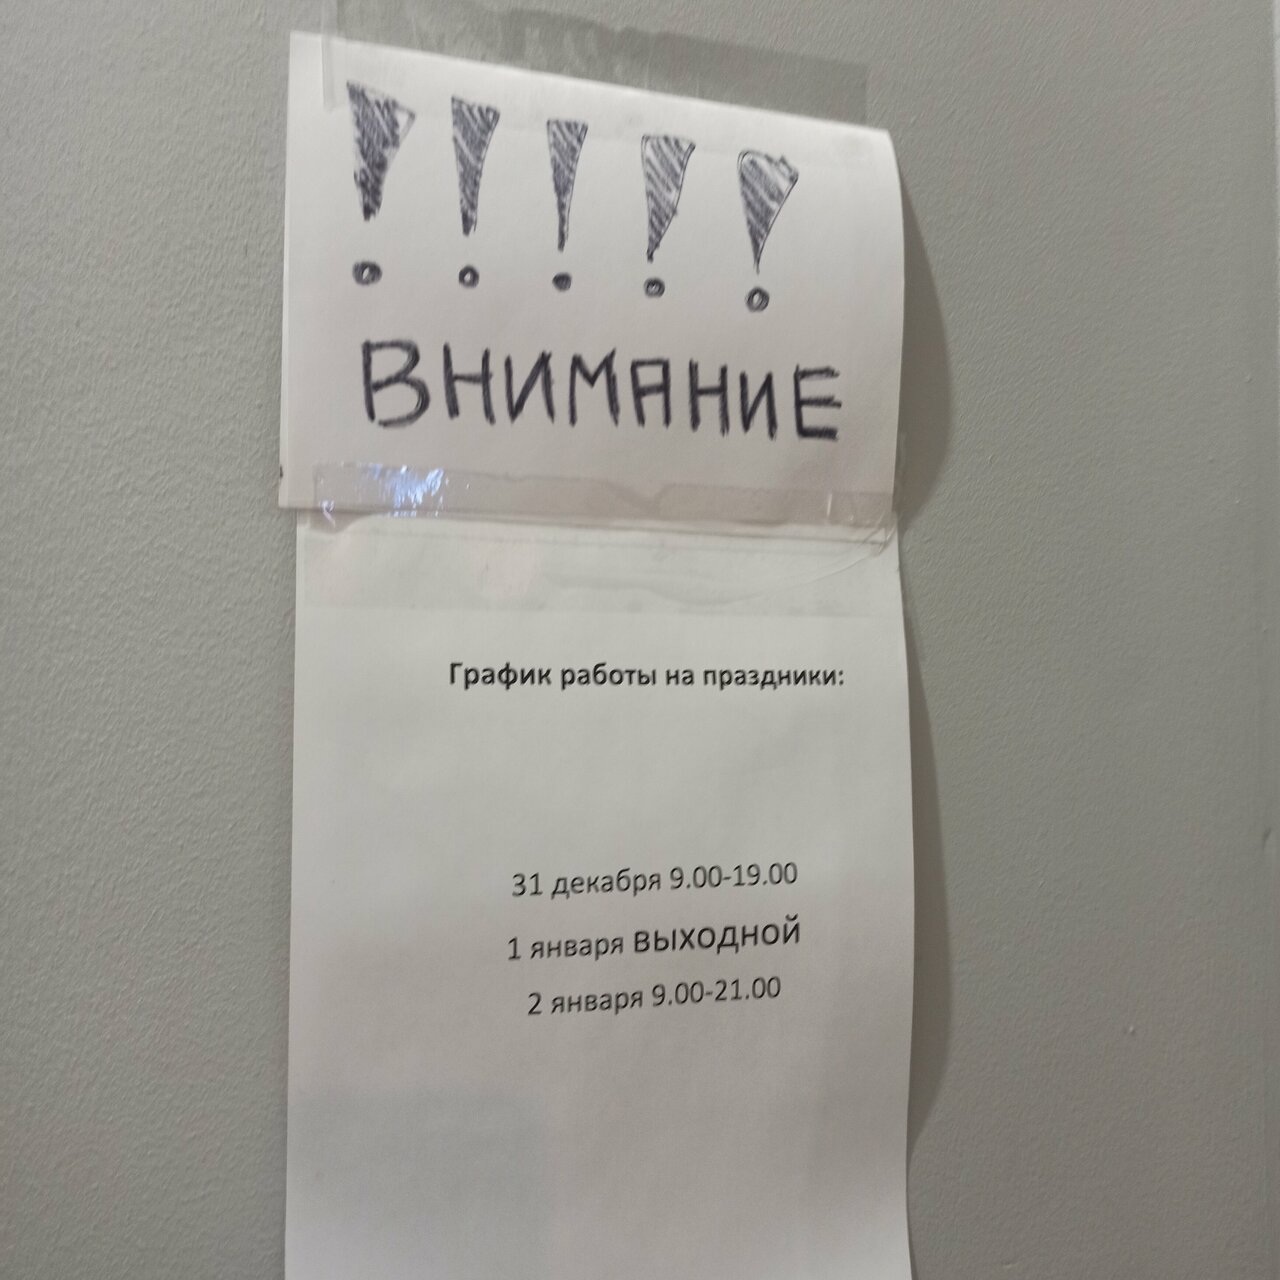 ! ! ! ! !
ВНИМАНИЕ
График работы на праздники:
31 декабря 9.00-19.00
1 января ВЫХОДНОЙ
2 января 9.00-21.00